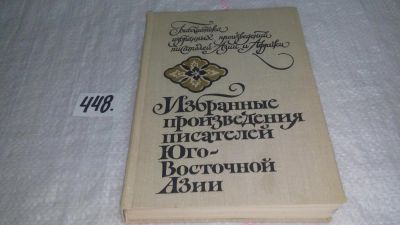 Библиотека
избранных произведений
писателей Азии и Африки
448.
Избранные
произведения
писателей
Юго-
Восточной
Азии